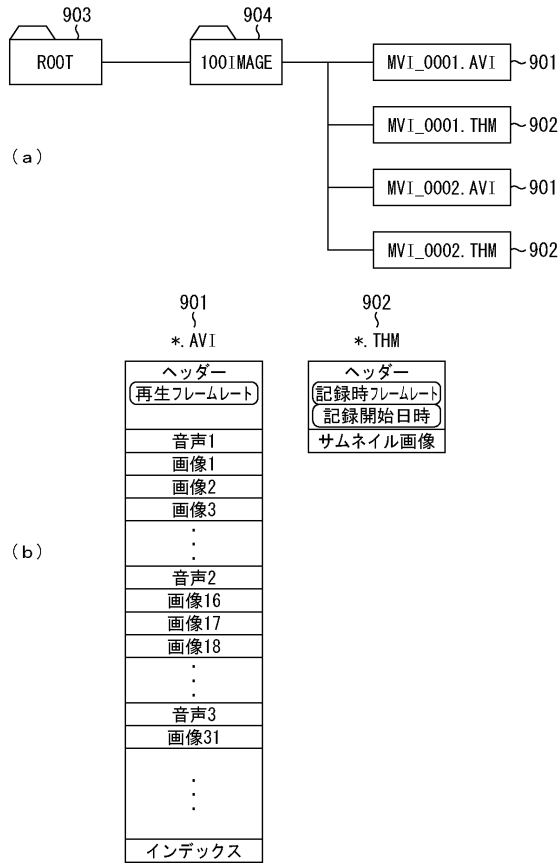 903
904
ROOT
100IMAGE
MVI_0001.AVI
901
MVI_0001.THM
902
(a)
MVI_0002.AVI
901
MVI_0002.THM
902
901
902
*.AVI
*.THM
ヘッダー
再生フレームレート
音声1
画像1
画像2
画像3
・
・
・
音声2
画像16
画像17
画像18
・
・
・
音声3
画像31
・
・
・
インデックス
ヘッダー
記録時フレームレート
記録開始日時
サムネイル画像
(b)